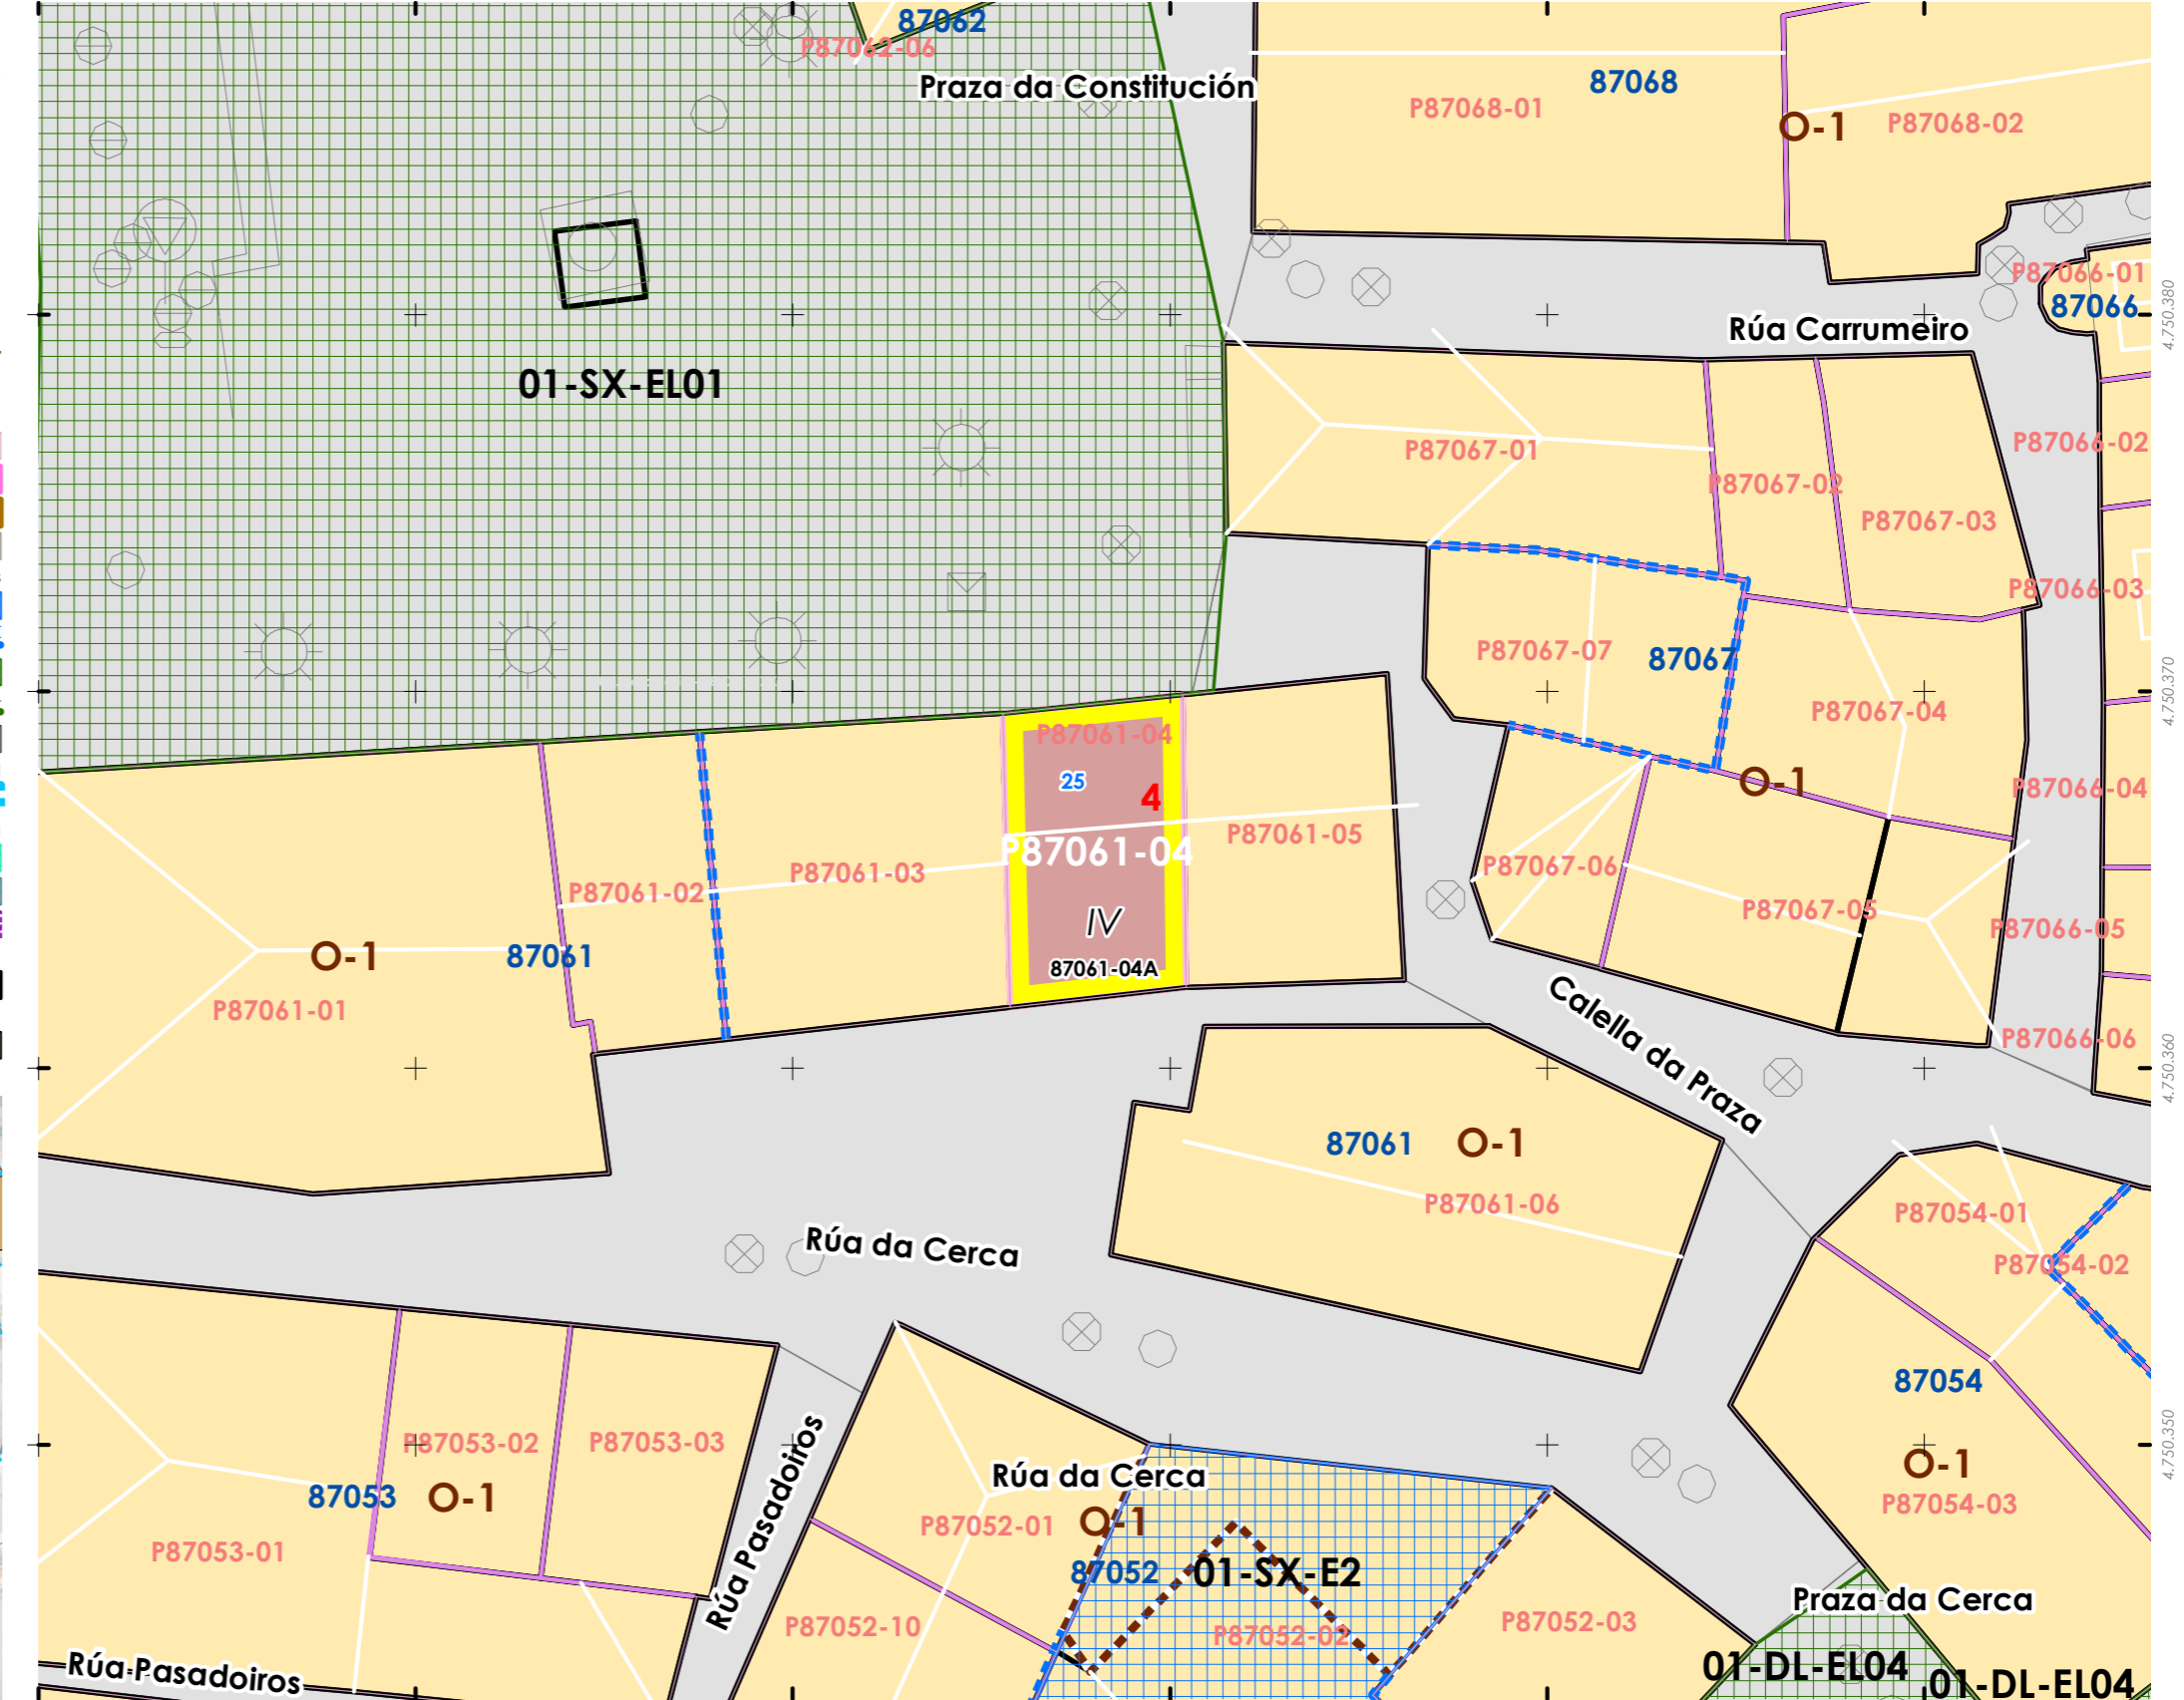 87062
P87062-06
Praza da Constitución
87068
P87068-01
O-1
P87068-02
P87066-01
87066
Rúa Carrumeiro
4.750.380
01-SX-EL01
P87067-01
P87066-02
P87067-02
P87067-03
P87066-03
P87067-07
87067
4.750.370
P87067-04
P87061-04
25
4
O-1
P87066-04
P87061-05
P87061-04
P87067-06
P87061-03
P87061-02
P87067-05
IV
P87066-05
O-1
87061
87061-04A
P87061-01
Calella da Praza
P87066-06
4.750.360
87061
O-1
P87061-06
P87054-01
Rúa da Cerca
P87054-02
87054
P87053-02
P87053-03
4.750.350
O-1
Rúa da Cerca
87053
O-1
P87054-03
P87052-01
O-1
Rúa Pasadoiros
P87053-01
87052
01-SX-E2
Praza da Cerca
P87052-10
P87052-02
P87052-03
Rúa Pasadoiros
01-DL-EL04
01-DL-EL04